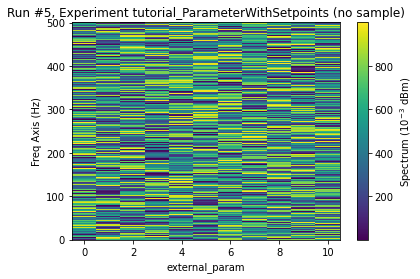 Run #5, Experiment tutorial_ParameterWithSetpoints (no sample)
500
400
300
200
100
0
Freq Axis (Hz)
0 2 4 6 8 10
external_param
800
600
400
200
Spectrum (10⁻³ dBm)